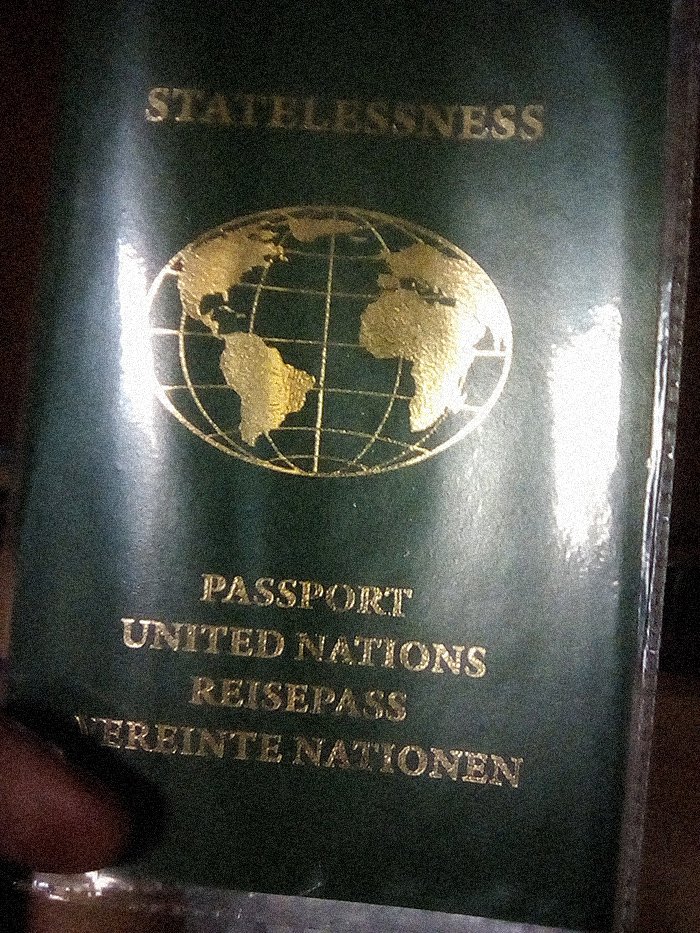 STATELESSNESS
PASSPORT
UNITED NATIONS
REISEPASS
VEREINTE NATIONEN